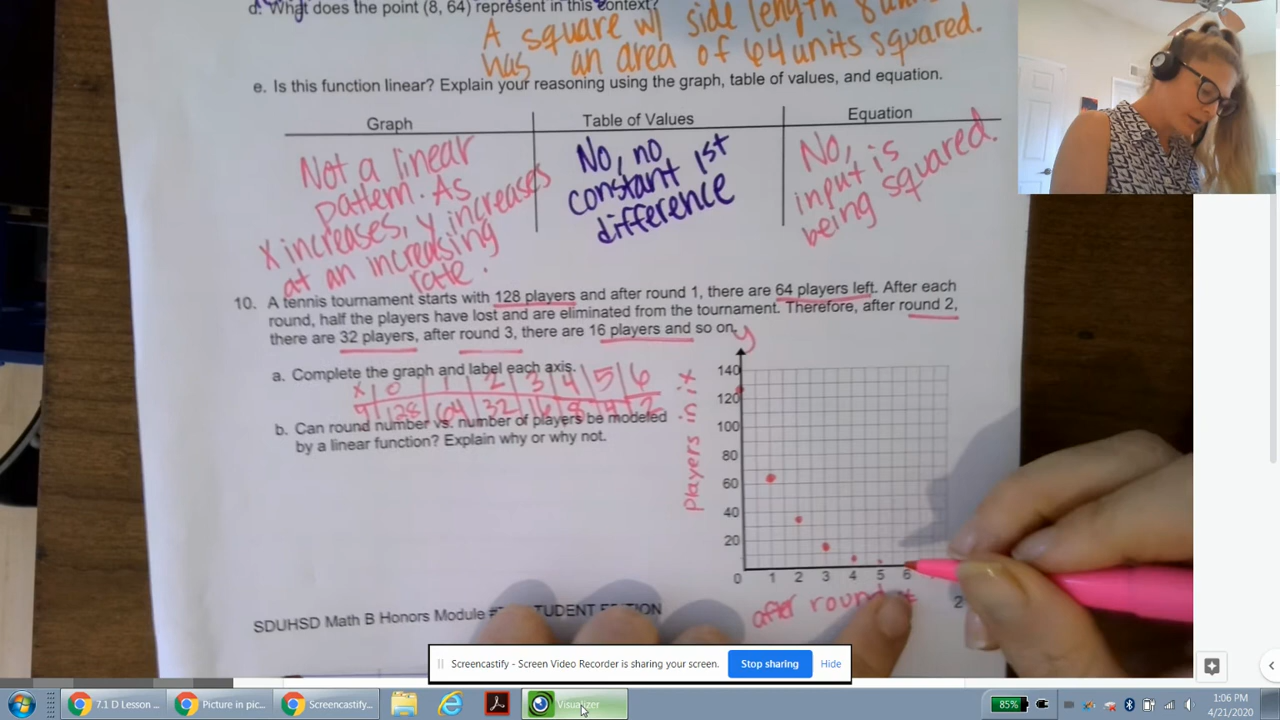 d. What does the point (8, 64) represent in this context?
A square w/ side length 8
has an area of 64 units squared.
e. Is this function linear? Explain your reasoning using the graph, table of values, and equation.
Graph
Table of Values
Equation
Not a linear
pattern. As
x increases, y increases
at an increasing
rate.
No, no
constant 1st
difference
No,
input is
being squared.
10. A tennis tournament starts with 128 players and after round 1, there are 64 players left. After each
round, half the players have lost and are eliminated from the tournament. Therefore, after round 2,
there are 32 players, after round 3, there are 16 players and so on.
a. Complete the graph and label each axis.
x 0 1 2 3 4 5 6
y 128 64 32 16 8 4 2
b. Can round number vs. number of players be modeled
by a linear function? Explain why or why not.
y
140
120
100
80
60
40
20
0 1 2 3 4 5 6
players in it
after round #
SDUHSD Math B Honors Module # STUDENT EDITION
2
Screencastify - Screen Video Recorder is sharing your screen.
Stop sharing
Hide
7.1 D Lesson ...
Picture in pic...
Screencastify...
Visualizer
85%
1:06 PM
4/21/2020